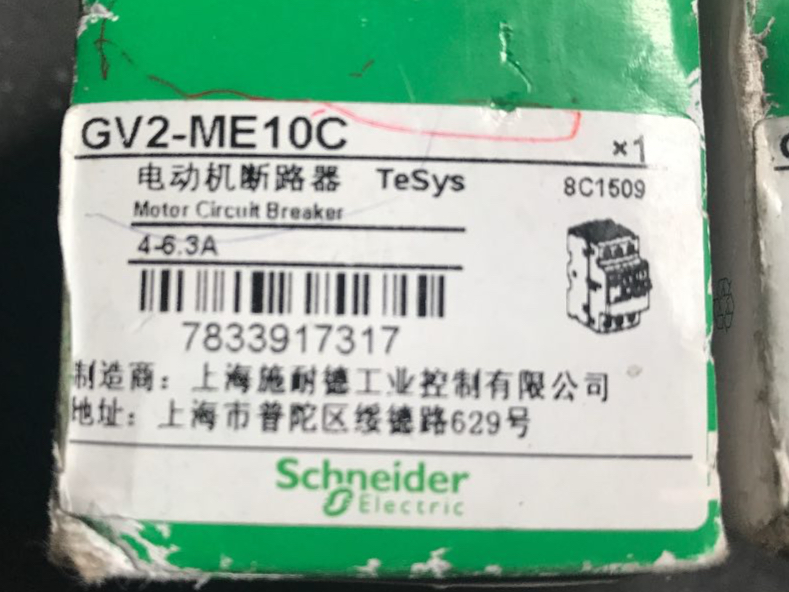 GV2-ME10C
×1
电动机断路器 TeSys
8C1509
Motor Circuit Breaker
4-6.3A
7833917317
制造商：上海施耐德工业控制有限公司
地址：上海市普陀区绥德路629号
Schneider
Electric